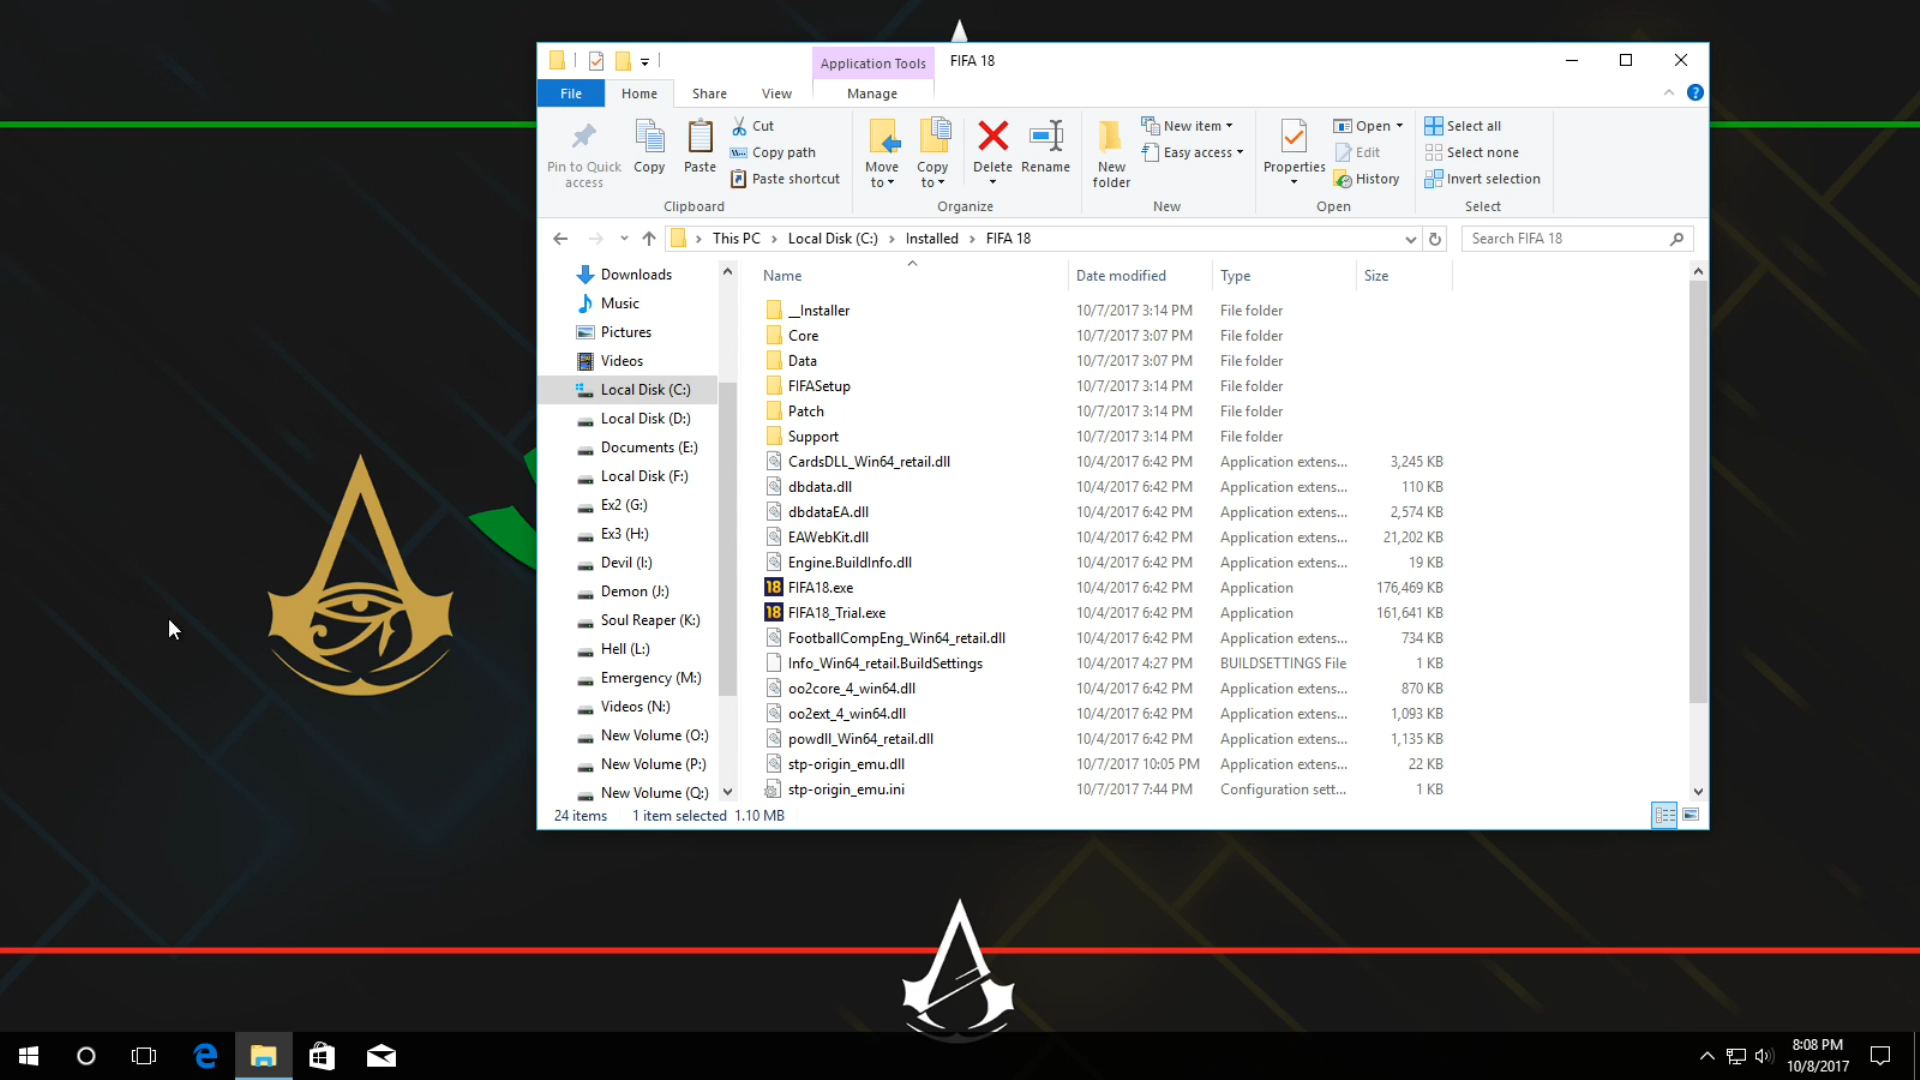 Application Tools
FIFA 18
File
Home
Share
View
Manage
Pin to Quick access
Copy
Paste
Cut
Copy path
Paste shortcut
Clipboard
Move to
Copy to
Delete
Rename
Organize
New folder
New item
Easy access
New
Properties
Open
Edit
History
Open
Select all
Select none
Invert selection
Select
This PC > Local Disk (C:) > Installed > FIFA 18
Search FIFA 18
Downloads
Music
Pictures
Videos
Local Disk (C:)
Local Disk (D:)
Documents (E:)
Local Disk (F:)
Ex2 (G:)
Ex3 (H:)
Devil (I:)
Demon (J:)
Soul Reaper (K:)
Hell (L:)
Emergency (M:)
Videos (N:)
New Volume (O:)
New Volume (P:)
New Volume (Q:)
Name Date modified Type Size
__Installer 10/7/2017 3:14 PM File folder
Core 10/7/2017 3:07 PM File folder
Data 10/7/2017 3:07 PM File folder
FIFASetup 10/7/2017 3:14 PM File folder
Patch 10/7/2017 3:14 PM File folder
Support 10/7/2017 3:14 PM File folder
CardsDLL_Win64_retail.dll 10/4/2017 6:42 PM Application extens... 3,245 KB
dbdata.dll 10/4/2017 6:42 PM Application extens... 110 KB
dbdataEA.dll 10/4/2017 6:42 PM Application extens... 2,574 KB
EAWebKit.dll 10/4/2017 6:42 PM Application extens... 21,202 KB
Engine.BuildInfo.dll 10/4/2017 6:42 PM Application extens... 19 KB
18 FIFA18.exe 10/4/2017 6:42 PM Application 176,469 KB
18 FIFA18_Trial.exe 10/4/2017 6:42 PM Application 161,641 KB
FootballCompEng_Win64_retail.dll 10/4/2017 6:42 PM Application extens... 734 KB
Info_Win64_retail.BuildSettings 10/4/2017 4:27 PM BUILDSETTINGS File 1 KB
oo2core_4_win64.dll 10/4/2017 6:42 PM Application extens... 870 KB
oo2ext_4_win64.dll 10/4/2017 6:42 PM Application extens... 1,093 KB
powdll_Win64_retail.dll 10/4/2017 6:42 PM Application extens... 1,135 KB
stp-origin_emu.dll 10/7/2017 10:05 PM Application extens... 22 KB
stp-origin_emu.ini 10/7/2017 7:44 PM Configuration sett... 1 KB
24 items 1 item selected 1.10 MB
8:08 PM
10/8/2017